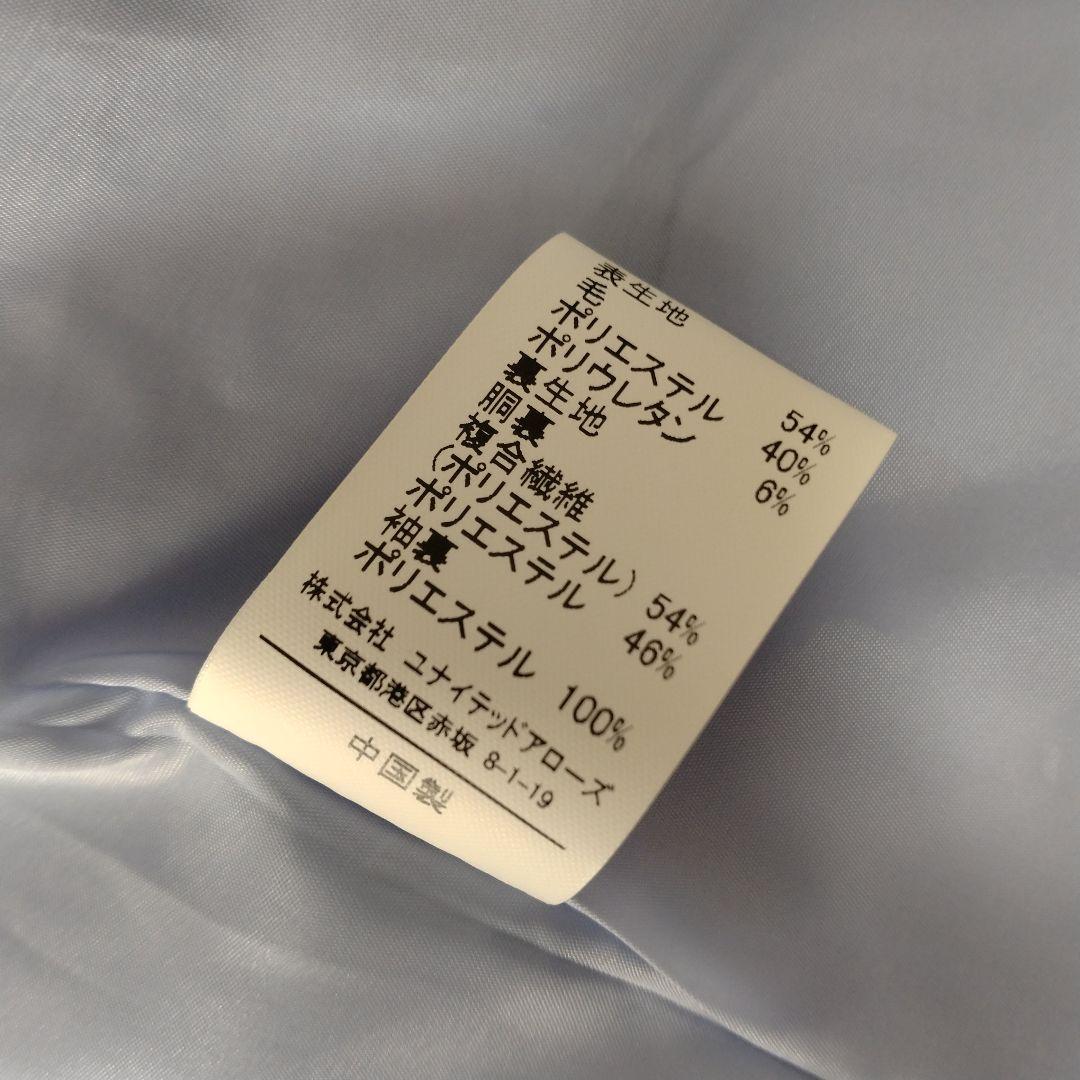 表生地
毛 54%
ポリエステル 40%
ポリウレタン 6%
裏生地
胴裏
複合繊維
(ポリエステル) 54%
ポリエステル 46%
袖裏
ポリエステル 100%
株式会社 ユナイテッドアローズ
東京都港区赤坂 8-1-19
中国製